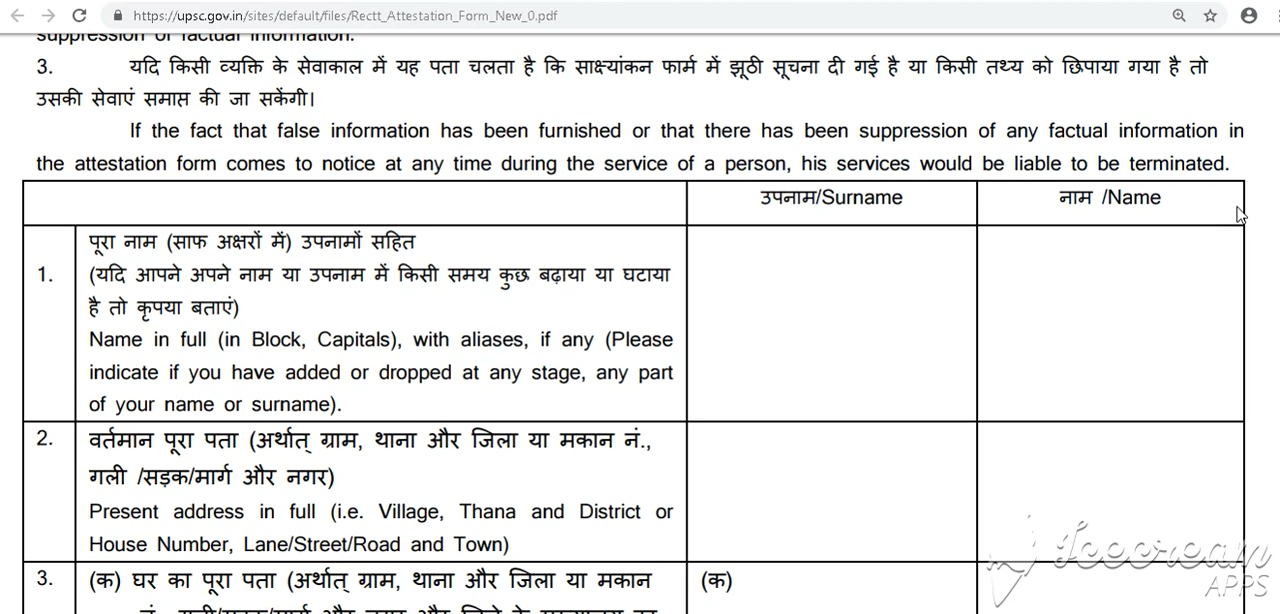 https://upsc.gov.in/sites/default/files/Rectt_Attestation_Form_New_0.pdf
suppression of factual information.
3. यदि किसी व्यक्ति के सेवाकाल में यह पता चलता है कि साक्ष्यांकन फार्म में झूठी सूचना दी गई है या किसी तथ्य को छिपाया गया है तो
उसकी सेवाएं समाप्त की जा सकेंगी।
If the fact that false information has been furnished or that there has been suppression of any factual information in
the attestation form comes to notice at any time during the service of a person, his services would be liable to be terminated.
उपनाम/Surname नाम /Name
पूरा नाम (साफ अक्षरों में) उपनामों सहित
1. (यदि आपने अपने नाम या उपनाम में किसी समय कुछ बढ़ाया या घटाया
है तो कृपया बताएं)
Name in full (in Block, Capitals), with aliases, if any (Please
indicate if you have added or dropped at any stage, any part
of your name or surname).
2. वर्तमान पूरा पता (अर्थात् ग्राम, थाना और जिला या मकान नं.,
गली /सड़क/मार्ग और नगर)
Present address in full (i.e. Village, Thana and District or
House Number, Lane/Street/Road and Town)
3. (क) घर का पूरा पता (अर्थात् ग्राम, थाना और जिला या मकान (क)
Icecream
APPS